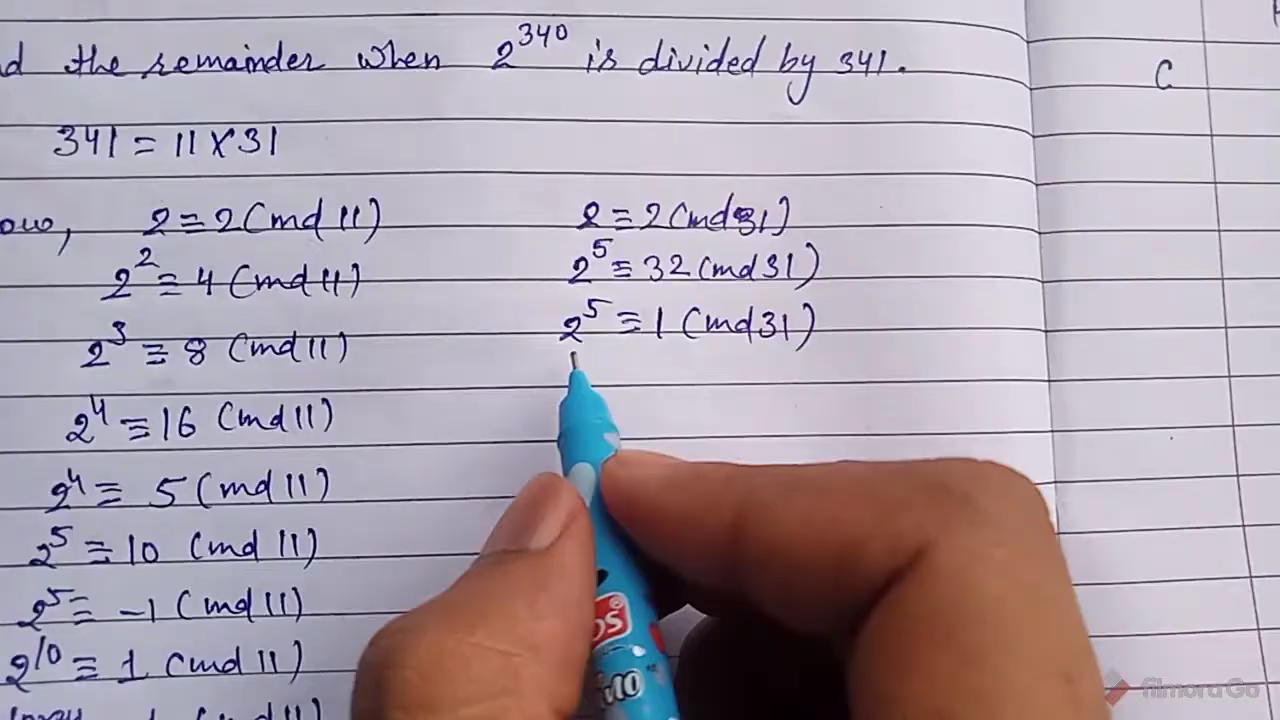 d the remainder when 2^340 is divided by 341.
C
341 = 11 X 31
ow, 2 ≡ 2 (md 11) 2 ≡ 2 (md 31)
2^2 ≡ 4 (md 11) 2^5 ≡ 32 (md 31)
2^3 ≡ 8 (md 11) 2^5 ≡ 1 (md 31)
2^4 ≡ 16 (md 11)
2^4 ≡ 5 (md 11)
2^5 ≡ 10 (md 11)
2^5 ≡ -1 (md 11)
2^10 ≡ 1 (md 11)
(md 11)
filmoraGo